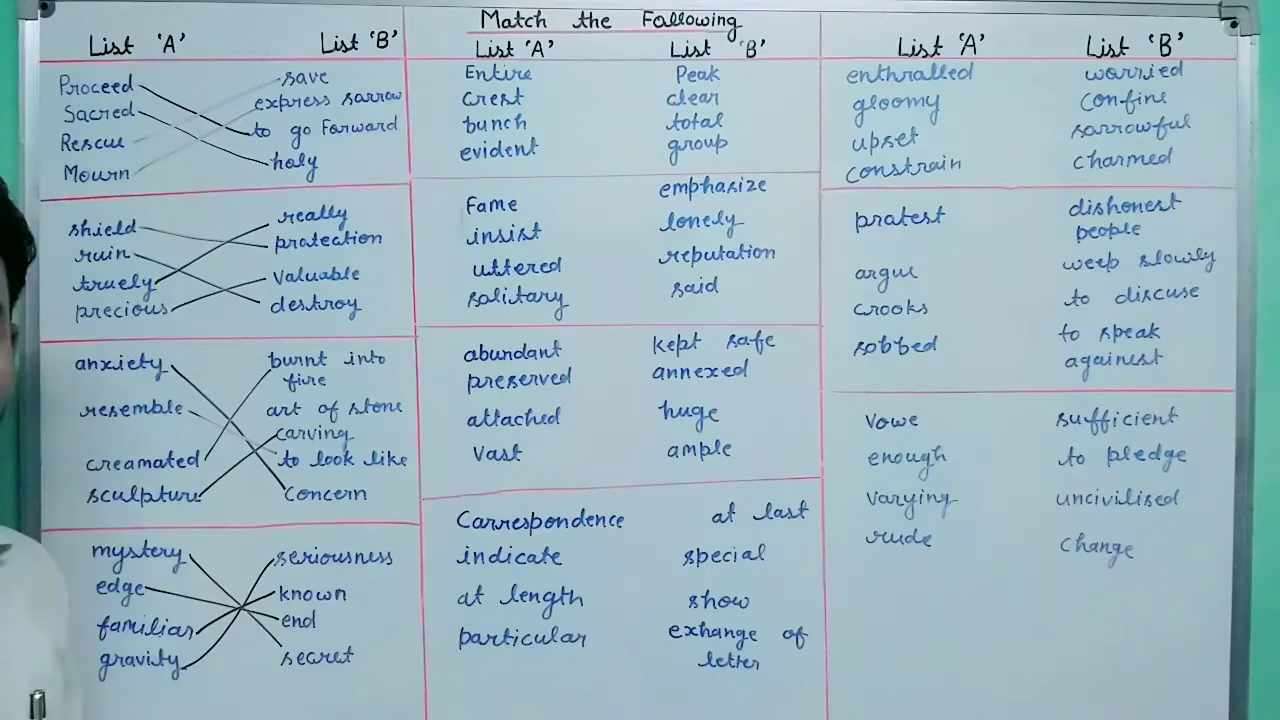 Match the Following
List 'A' List 'B'
Proceed save
Sacred express sorrow
Rescue to go Forward
Mourn holy
shield really
ruin protection
truely valuable
precious destroy
anxiety burnt into
fire
resemble art of stone
carving
creamated to look like
sculpture concern
mystery seriousness
edge known
familiar end
gravity secret
List 'A' List 'B'
Entire Peak
Crest clear
bunch total
evident group
Fame emphasize
insist lonely
uttered reputation
solitary said
abundant kept safe
preserved annexed
attached huge
vast ample
Correspondence at last
indicate special
at length show
particular exchange of
letter
List 'A' List 'B'
enthralled worried
gloomy confine
upset sorrowful
constrain charmed
protest dishonest
people
argue weep slowly
crooks to discuse
sobbed to speak
againest
vowe sufficient
enough to pledge
varying uncivilised
rude change